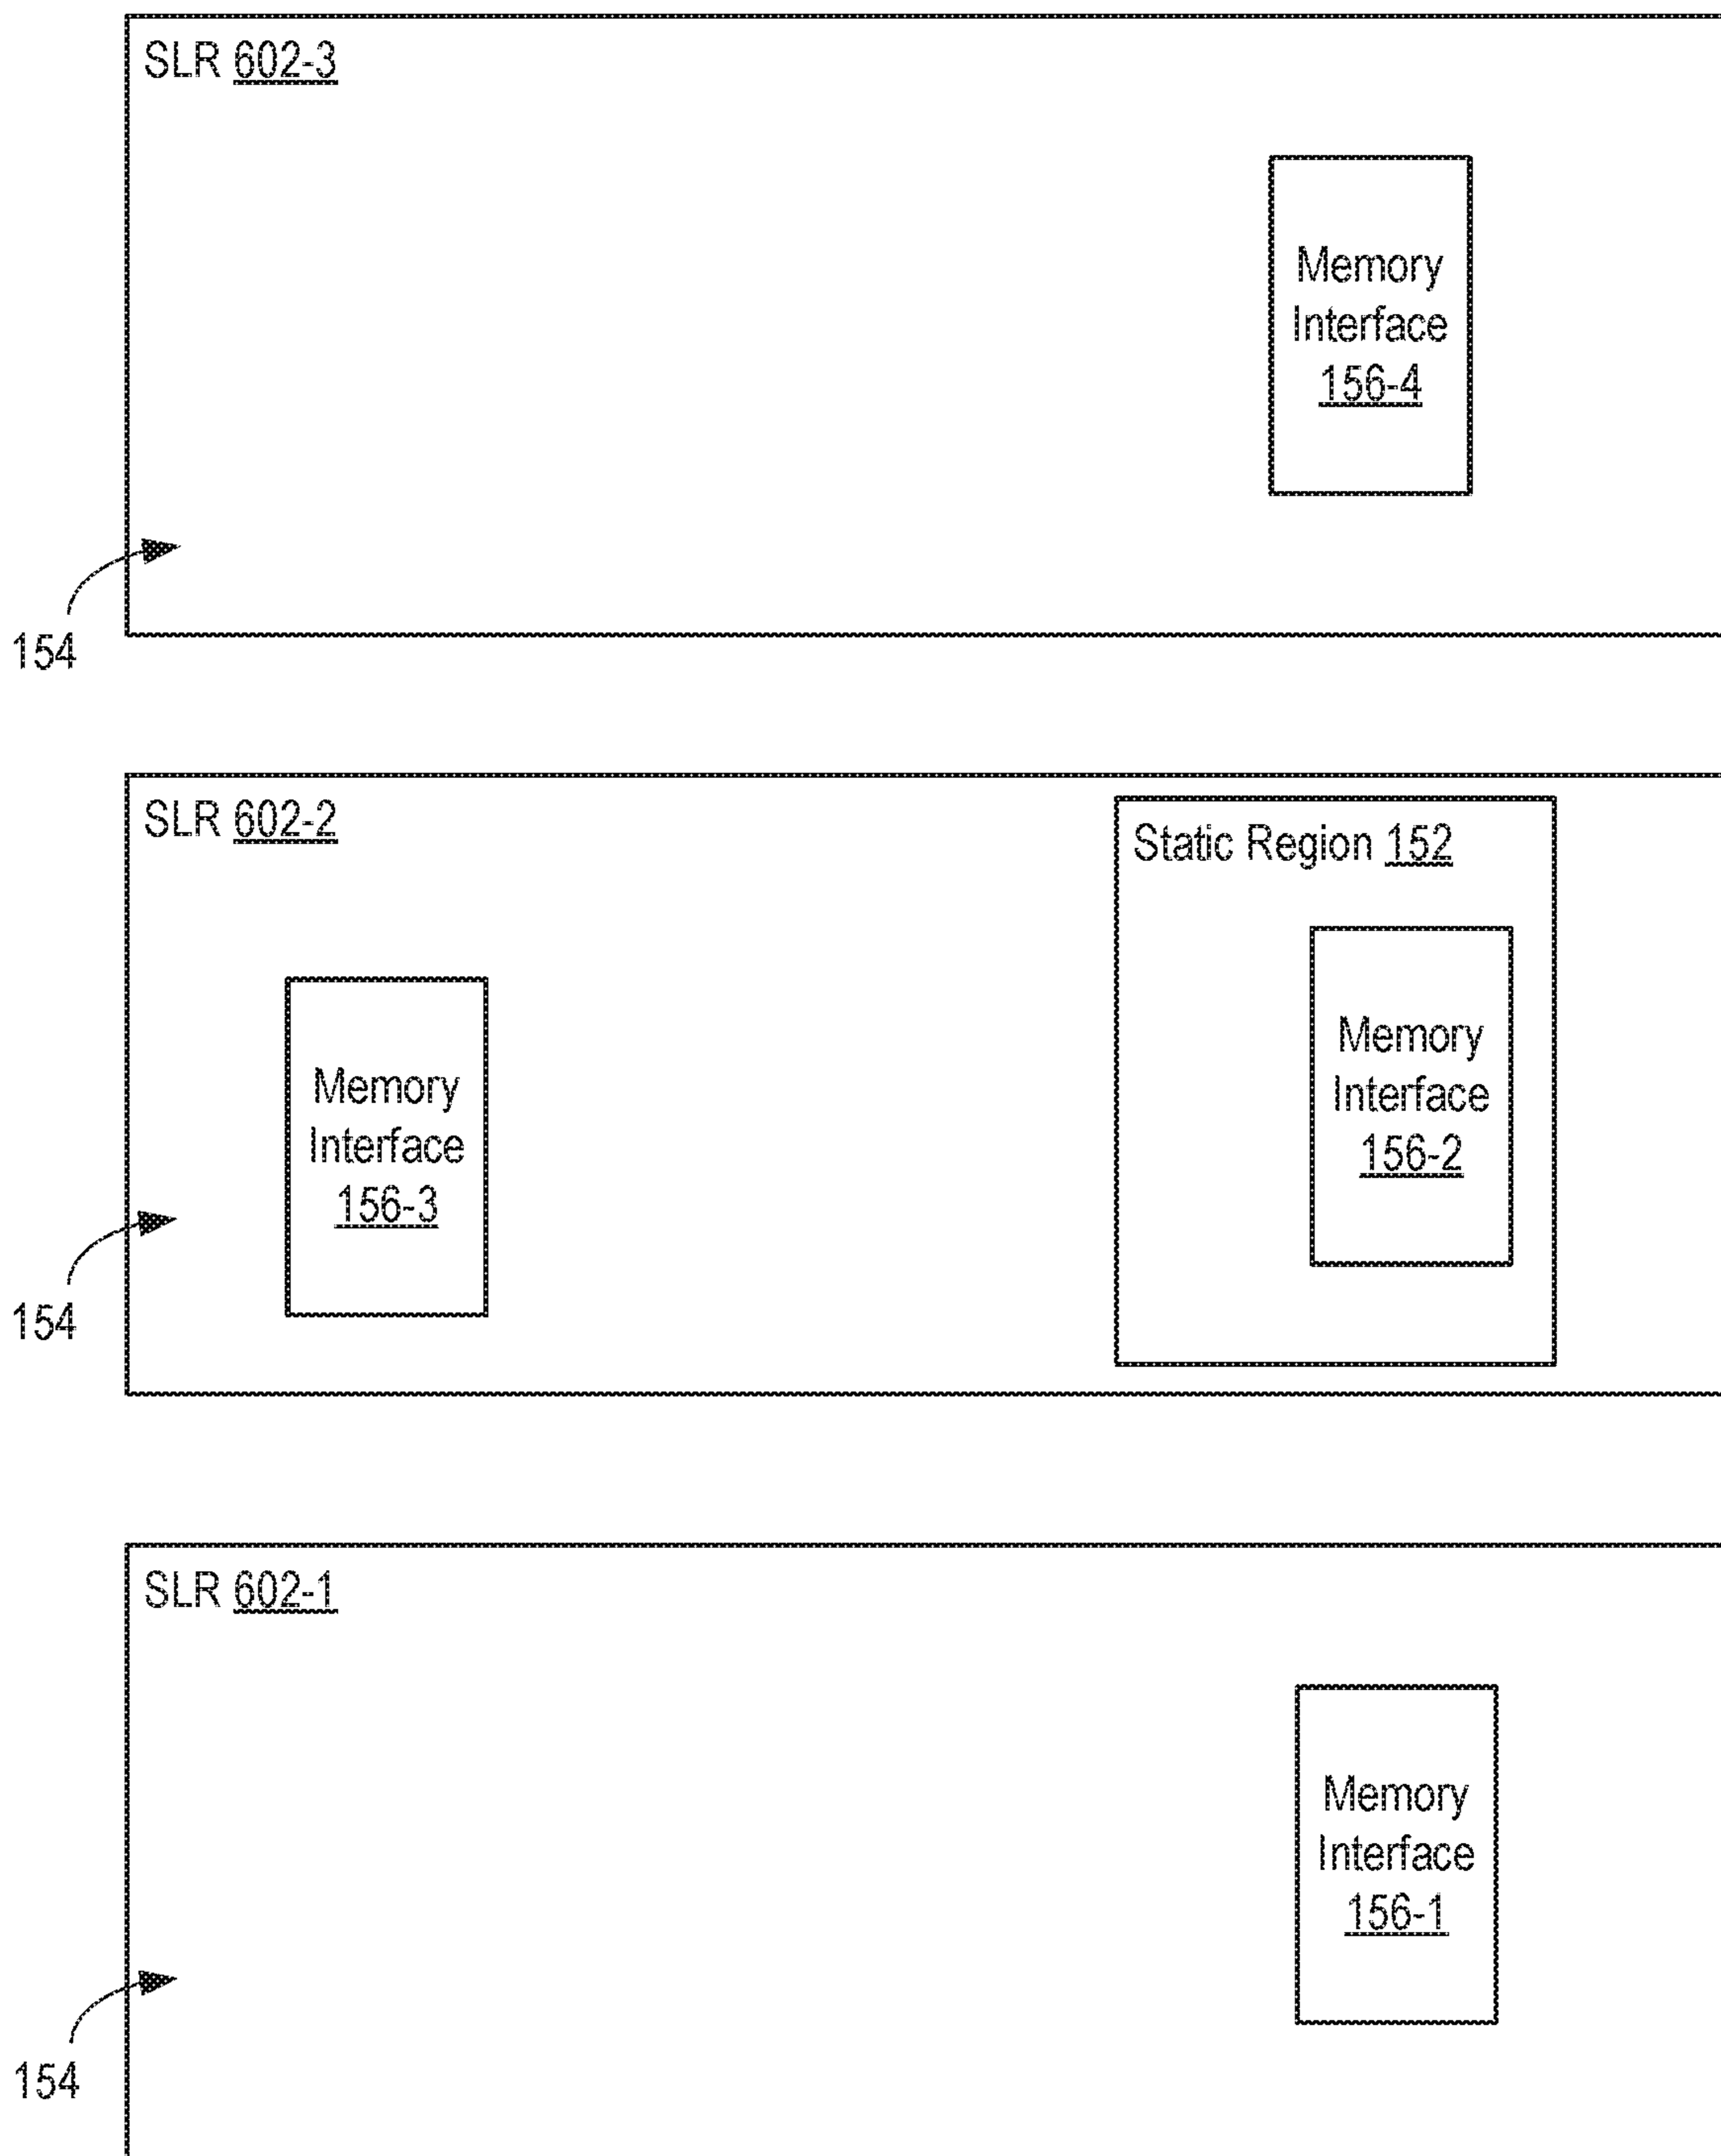 SLR 602-3
Memory
Interface
156-4
154
SLR 602-2
Static Region 152
Memory
Interface
156-2
Memory
Interface
156-3
154
SLR 602-1
Memory
Interface
156-1
154